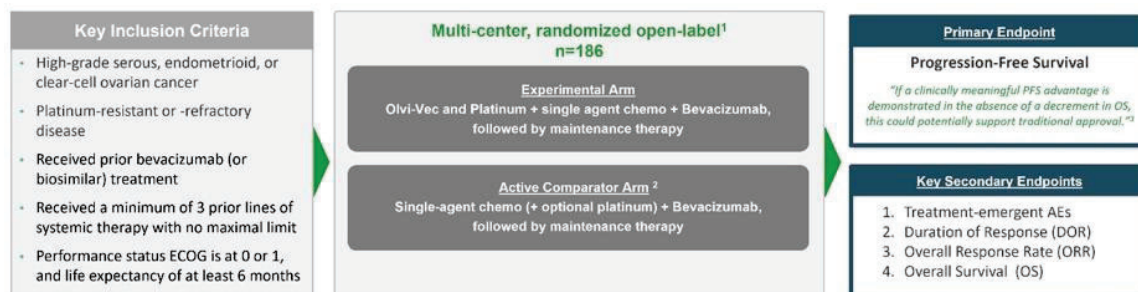 Key Inclusion Criteria
• High-grade serous, endometrioid, or
clear-cell ovarian cancer
• Platinum-resistant or -refractory
disease
• Received prior bevacizumab (or
biosimilar) treatment
• Received a minimum of 3 prior lines of
systemic therapy with no maximal limit
• Performance status ECOG is at 0 or 1,
and life expectancy of at least 6 months
Multi-center, randomized open-label¹
n=186
Experimental Arm
Olvi-Vec and Platinum + single agent chemo + Bevacizumab,
followed by maintenance therapy
Active Comparator Arm ²
Single-agent chemo (+ optional platinum) + Bevacizumab,
followed by maintenance therapy
Primary Endpoint
Progression-Free Survival
"If a clinically meaningful PFS advantage is
demonstrated in the absence of a decrement in OS,
this could potentially support traditional approval."³
Key Secondary Endpoints
1. Treatment-emergent AEs
2. Duration of Response (DOR)
3. Overall Response Rate (ORR)
4. Overall Survival (OS)